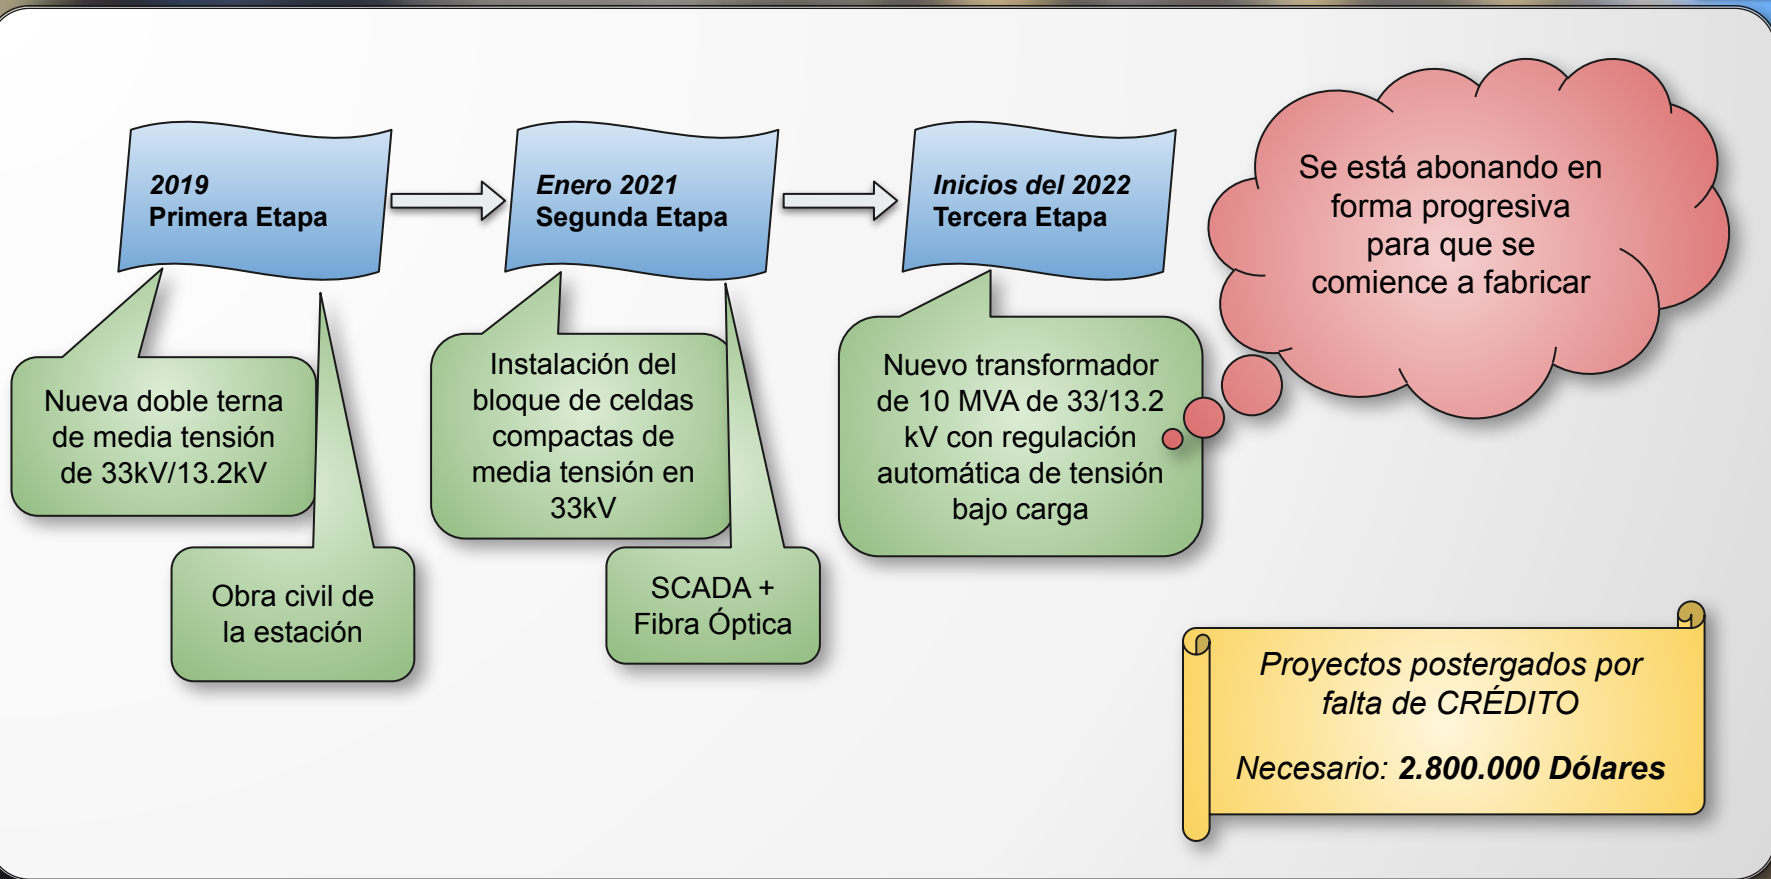 2019
Primera Etapa
Enero 2021
Segunda Etapa
Inicios del 2022
Tercera Etapa
Se está abonando en
forma progresiva
para que se
comience a fabricar
Nueva doble terna
de media tensión
de 33kV/13.2kV
Instalación del
bloque de celdas
compactas de
media tensión en
33kV
Nuevo transformador
de 10 MVA de 33/13.2
kV con regulación
automática de tensión
bajo carga
Obra civil de
la estación
SCADA +
Fibra Óptica
Proyectos postergados por
falta de CRÉDITO
Necesario: 2.800.000 Dólares